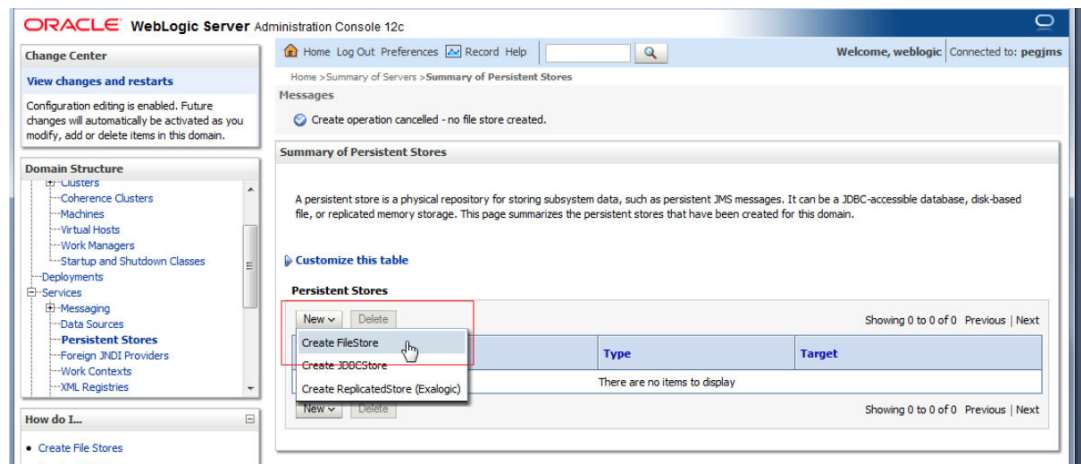 ORACLE WebLogic Server Administration Console 12c
Change Center
View changes and restarts
Configuration editing is enabled. Future
changes will automatically be activated as you
modify, add or delete items in this domain.
Domain Structure
Clusters
Coherence Clusters
Machines
Virtual Hosts
Work Managers
Startup and Shutdown Classes
Deployments
Services
Messaging
Data Sources
Persistent Stores
Foreign JNDI Providers
Work Contexts
XML Registries
How do I...
Create File Stores
Home Log Out Preferences Record Help
Welcome, weblogic Connected to: pegjms
Home >Summary of Servers >Summary of Persistent Stores
Messages
Create operation cancelled - no file store created.
Summary of Persistent Stores
A persistent store is a physical repository for storing subsystem data, such as persistent JMS messages. It can be a JDBC-accessible database, disk-based
file, or replicated memory storage. This page summarizes the persistent stores that have been created for this domain.
Customize this table
Persistent Stores
New Delete
Showing 0 to 0 of 0 Previous | Next
Create FileStore
Create JDBCStore
Create ReplicatedStore (Exalogic)
Type Target
There are no items to display
New Delete
Showing 0 to 0 of 0 Previous | Next